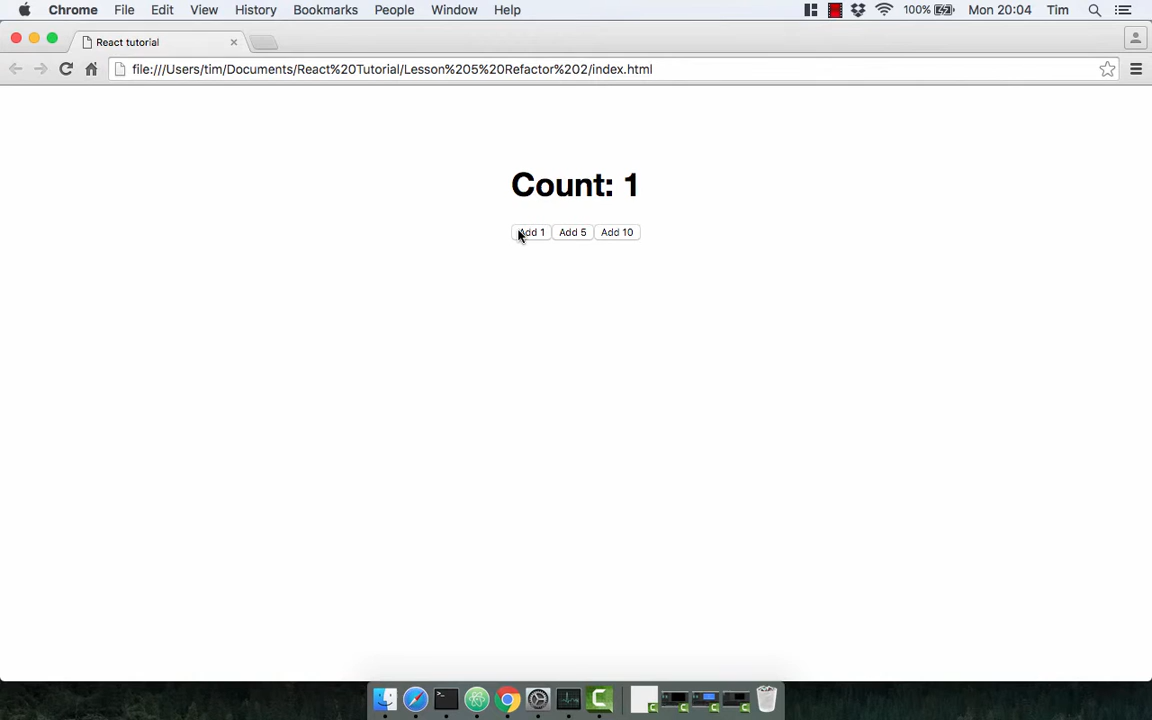 Chrome File Edit View History Bookmarks People Window Help 100% Mon 20:04 Tim
React tutorial
file:///Users/tim/Documents/React%20Tutorial/Lesson%205%20Refactor%202/index.html
Count: 1
Add 1 Add 5 Add 10